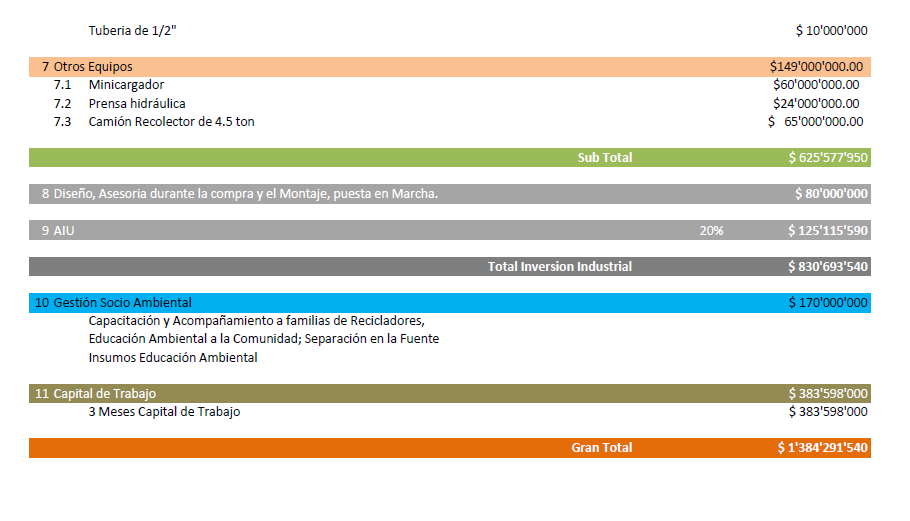 Tuberia de 1/2" $ 10'000'000
7 Otros Equipos $149'000'000.00
7.1 Minicargador $60'000'000.00
7.2 Prensa hidráulica $24'000'000.00
7.3 Camión Recolector de 4.5 ton $ 65'000'000.00
Sub Total $ 625'577'950
8 Diseño, Asesoria durante la compra y el Montaje, puesta en Marcha. $ 80'000'000
9 AIU 20% $ 125'115'590
Total Inversion Industrial $ 830'693'540
10 Gestión Socio Ambiental $ 170'000'000
Capacitación y Acompañamiento a familias de Recicladores,
Educación Ambiental a la Comunidad; Separación en la Fuente
Insumos Educación Ambiental
11 Capital de Trabajo $ 383'598'000
3 Meses Capital de Trabajo $ 383'598'000
Gran Total $ 1'384'291'540